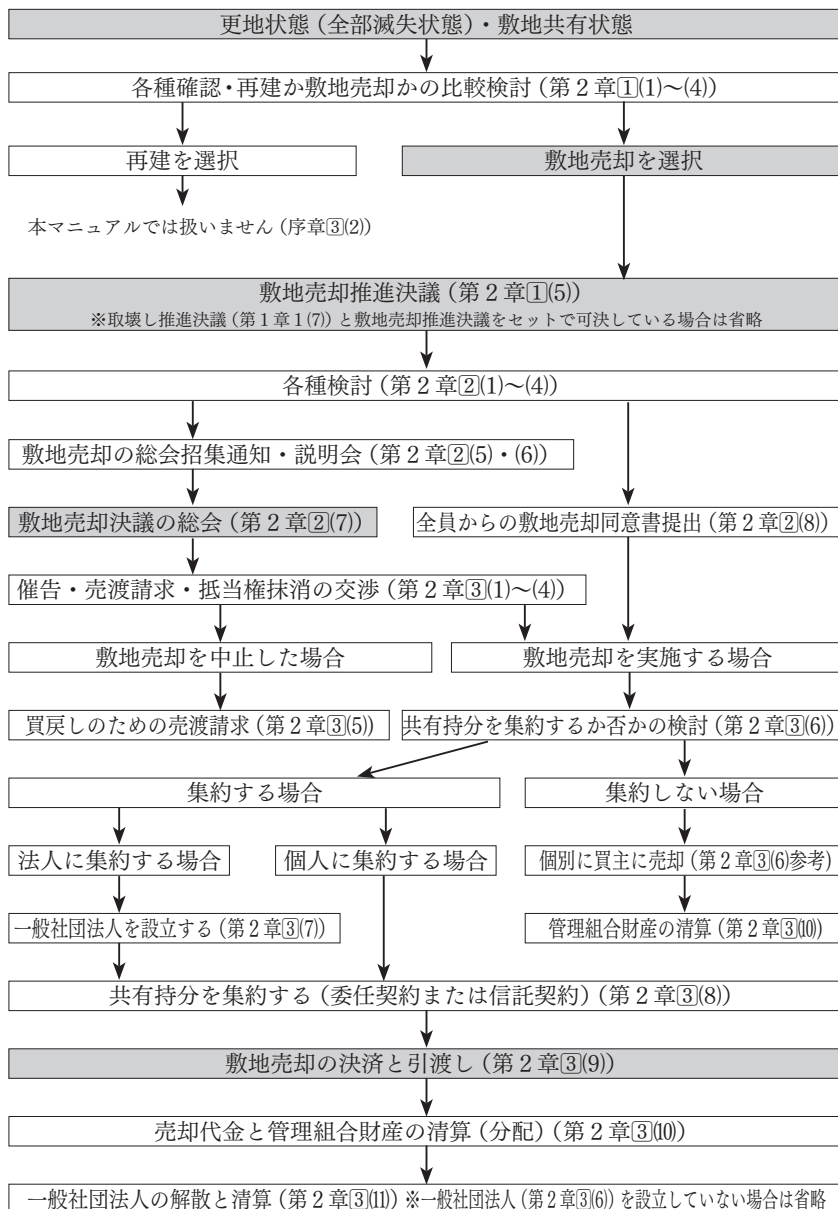 更地状態（全部滅失状態）・敷地共有状態
各種確認・再建か敷地売却かの比較検討（第２章①(1)～(4)）
再建を選択
敷地売却を選択
本マニュアルでは扱いません（序章③(2)）
敷地売却推進決議（第２章①(5)）
※取壊し推進決議（第１章１(7)）と敷地売却推進決議をセットで可決している場合は省略
各種検討（第２章②(1)～(4)）
敷地売却の総会招集通知・説明会（第２章②(5)・(6)）
敷地売却決議の総会（第２章②(7)）
全員からの敷地売却同意書提出（第２章②(8)）
催告・売渡請求・抵当権抹消の交渉（第２章③(1)～(4)）
敷地売却を中止した場合
敷地売却を実施する場合
買戻しのための売渡請求（第２章③(5)）
共有持分を集約するか否かの検討（第２章③(6)）
集約する場合
集約しない場合
法人に集約する場合
個人に集約する場合
個別に買主に売却（第２章③(6)参考）
一般社団法人を設立する（第２章③(7)）
管理組合財産の清算（第２章③(10)）
共有持分を集約する（委任契約または信託契約）（第２章③(8)）
敷地売却の決済と引渡し（第２章③(9)）
売却代金と管理組合財産の清算（分配）（第２章③(10)）
一般社団法人の解散と清算（第２章③(11)）※一般社団法人（第２章③(6)）を設立していない場合は省略